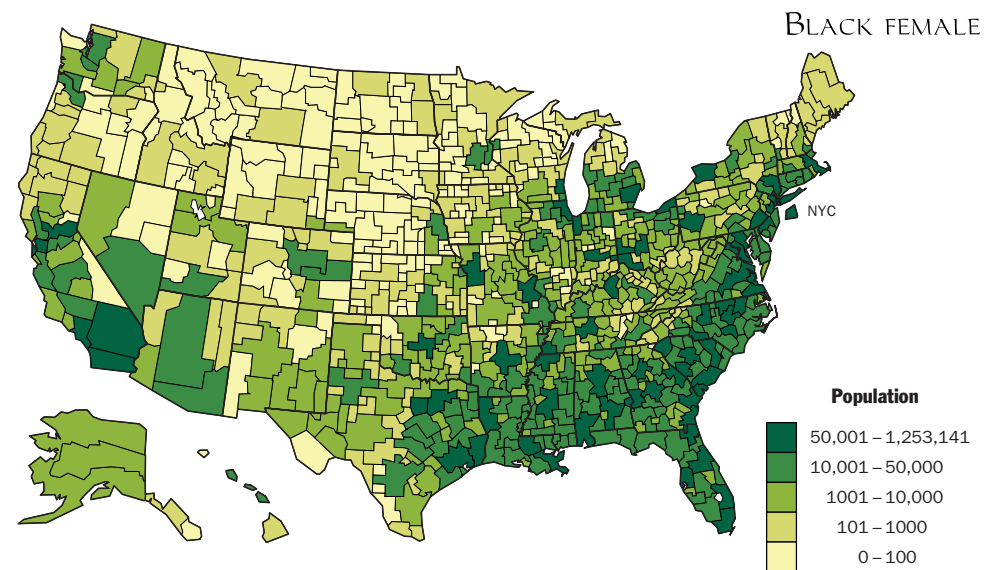 BLACK FEMALE
NYC
Population
50,001 – 1,253,141
10,001 – 50,000
1001 – 10,000
101 – 1000
0 – 100